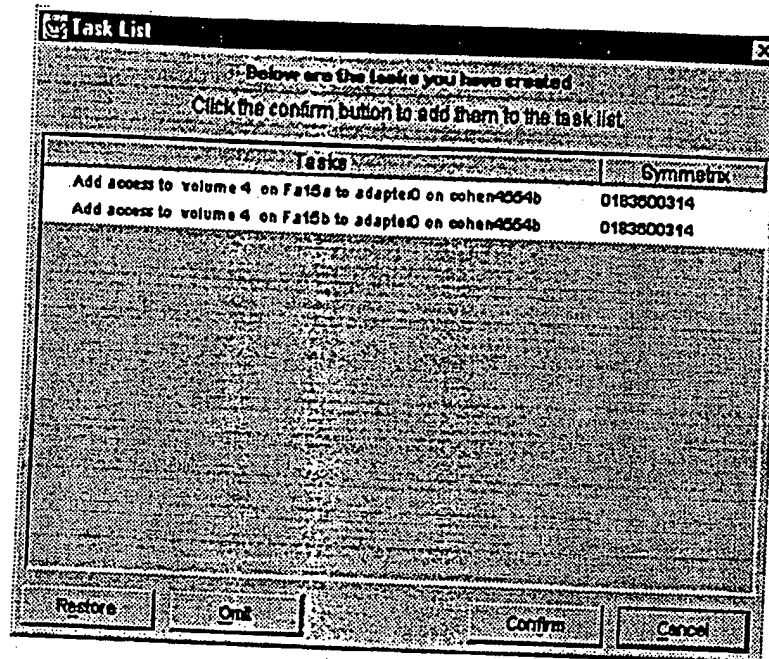 Task List
Below are the tasks you have created
Click the confirm button to add them to the task list.
Tasks Symmetrix
Add access to volume 4 on Fa15a to adapter0 on cohen4554b 0183600314
Add access to volume 4 on Fa15b to adapter0 on cohen4554b 0183600314
Restore Omit Confirm Cancel